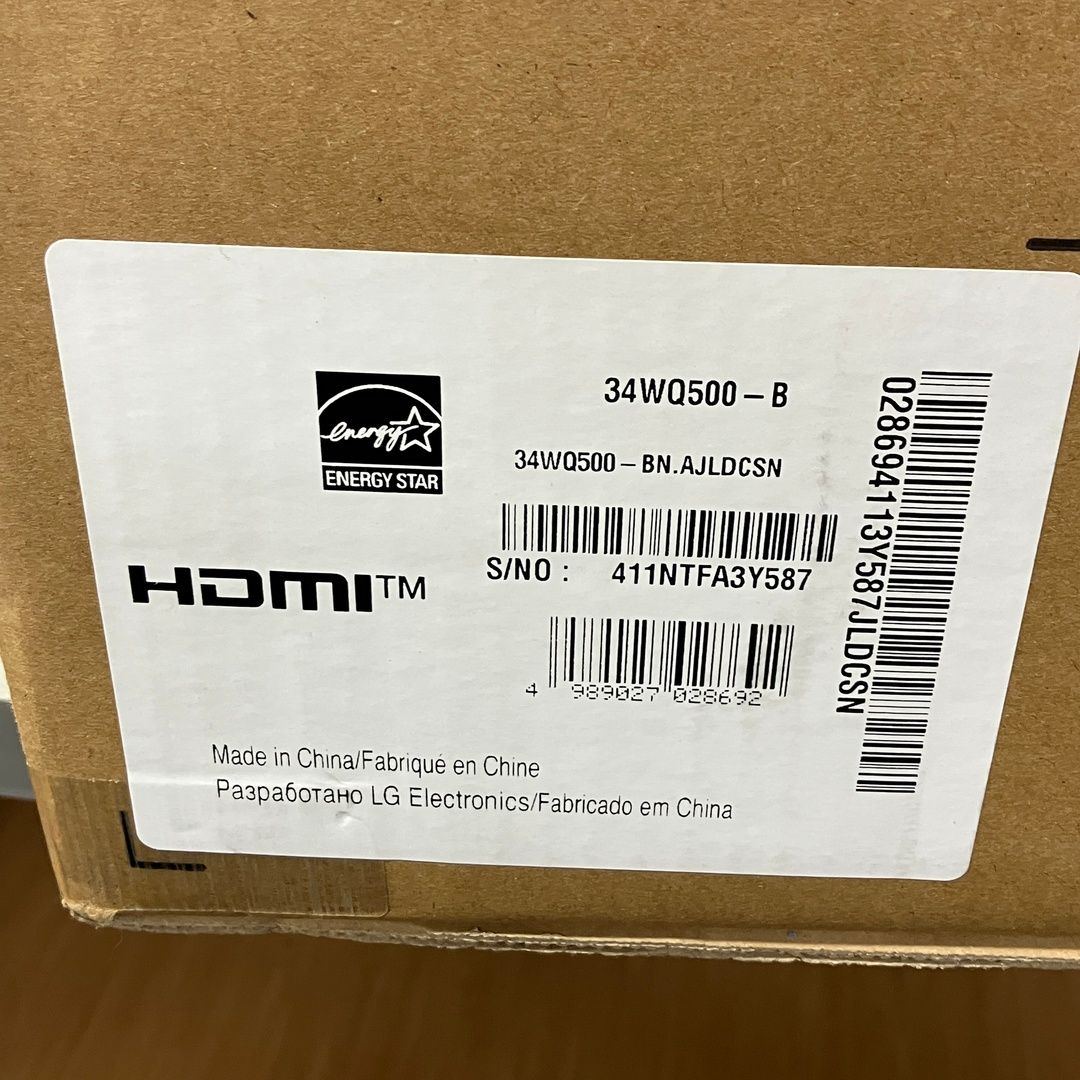 energy
ENERGY STAR
HDMI™
34WQ500-B
34WQ500-BN.AJLDCSN
S/NO : 411NTFA3Y587
4 989027 028692
028694113Y587JLDCSN
Made in China/Fabriqué en Chine
Разработано LG Electronics/Fabricado em China